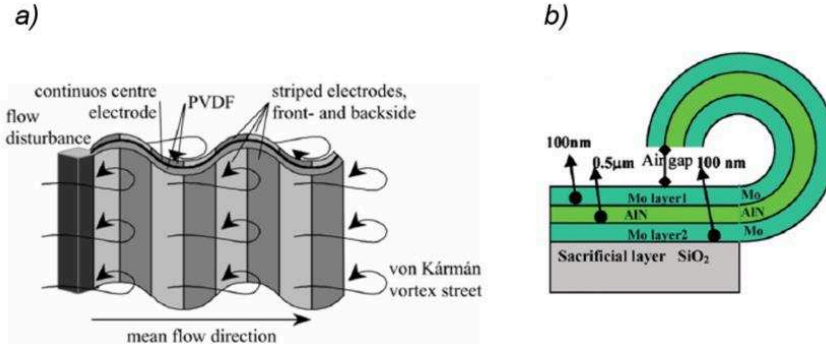 a)
continuos centre
electrode
PVDF
striped electrodes,
front- and backside
flow
disturbance
von Kármán
vortex street
mean flow direction
b)
100nm
0.5μm
Air gap
100 nm
Mo layer1
Mo
AlN
AlN
Mo layer2
Mo
Sacrificial layer SiO₂